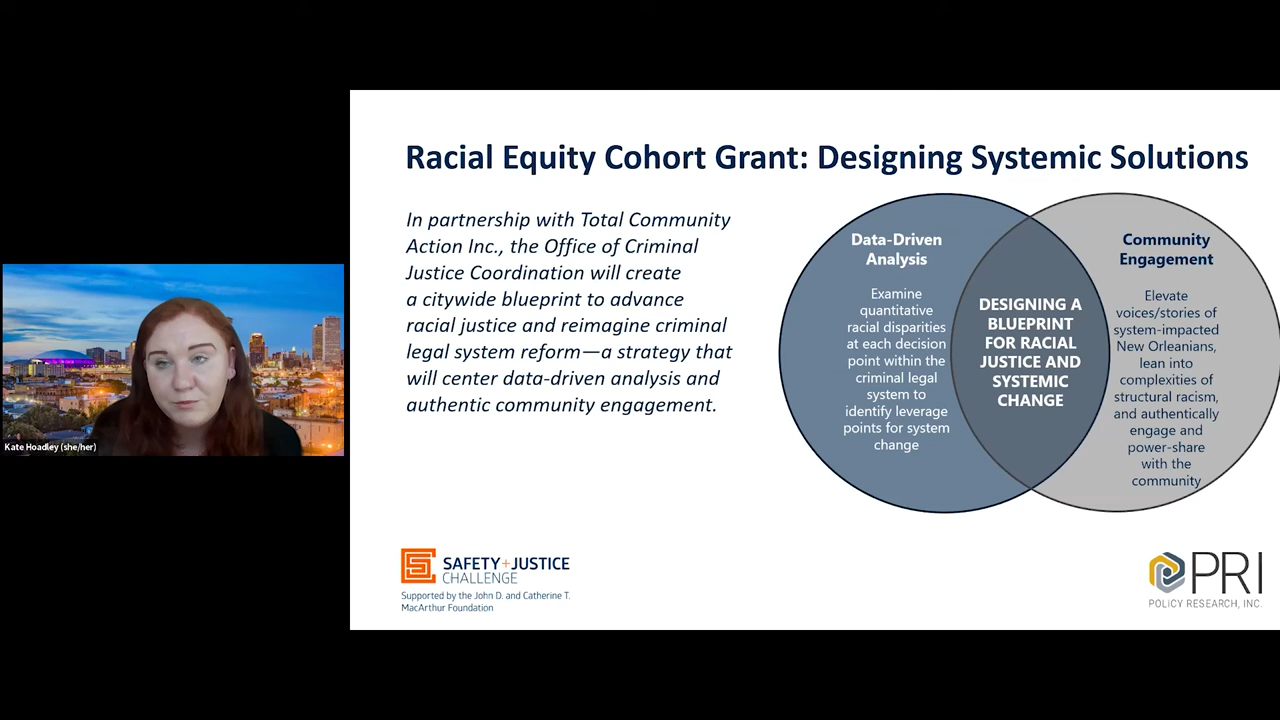 Racial Equity Cohort Grant: Designing Systemic Solutions
In partnership with Total Community
Action Inc., the Office of Criminal
Justice Coordination will create
a citywide blueprint to advance
racial justice and reimagine criminal
legal system reform—a strategy that
will center data-driven analysis and
authentic community engagement.
Data-Driven
Analysis
Examine
quantitative
racial disparities
at each decision
point within the
criminal legal
system to
identify leverage
points for system
change
DESIGNING A
BLUEPRINT
FOR RACIAL
JUSTICE AND
SYSTEMIC
CHANGE
Community
Engagement
Elevate
voices/stories of
system-impacted
New Orleanians,
lean into
complexities of
structural racism,
and authentically
engage and
power-share
with the
community
Kate Hoadley (she/her)
SAFETY+JUSTICE
CHALLENGE
Supported by the John D. and Catherine T.
MacArthur Foundation
PRI
POLICY RESEARCH, INC.